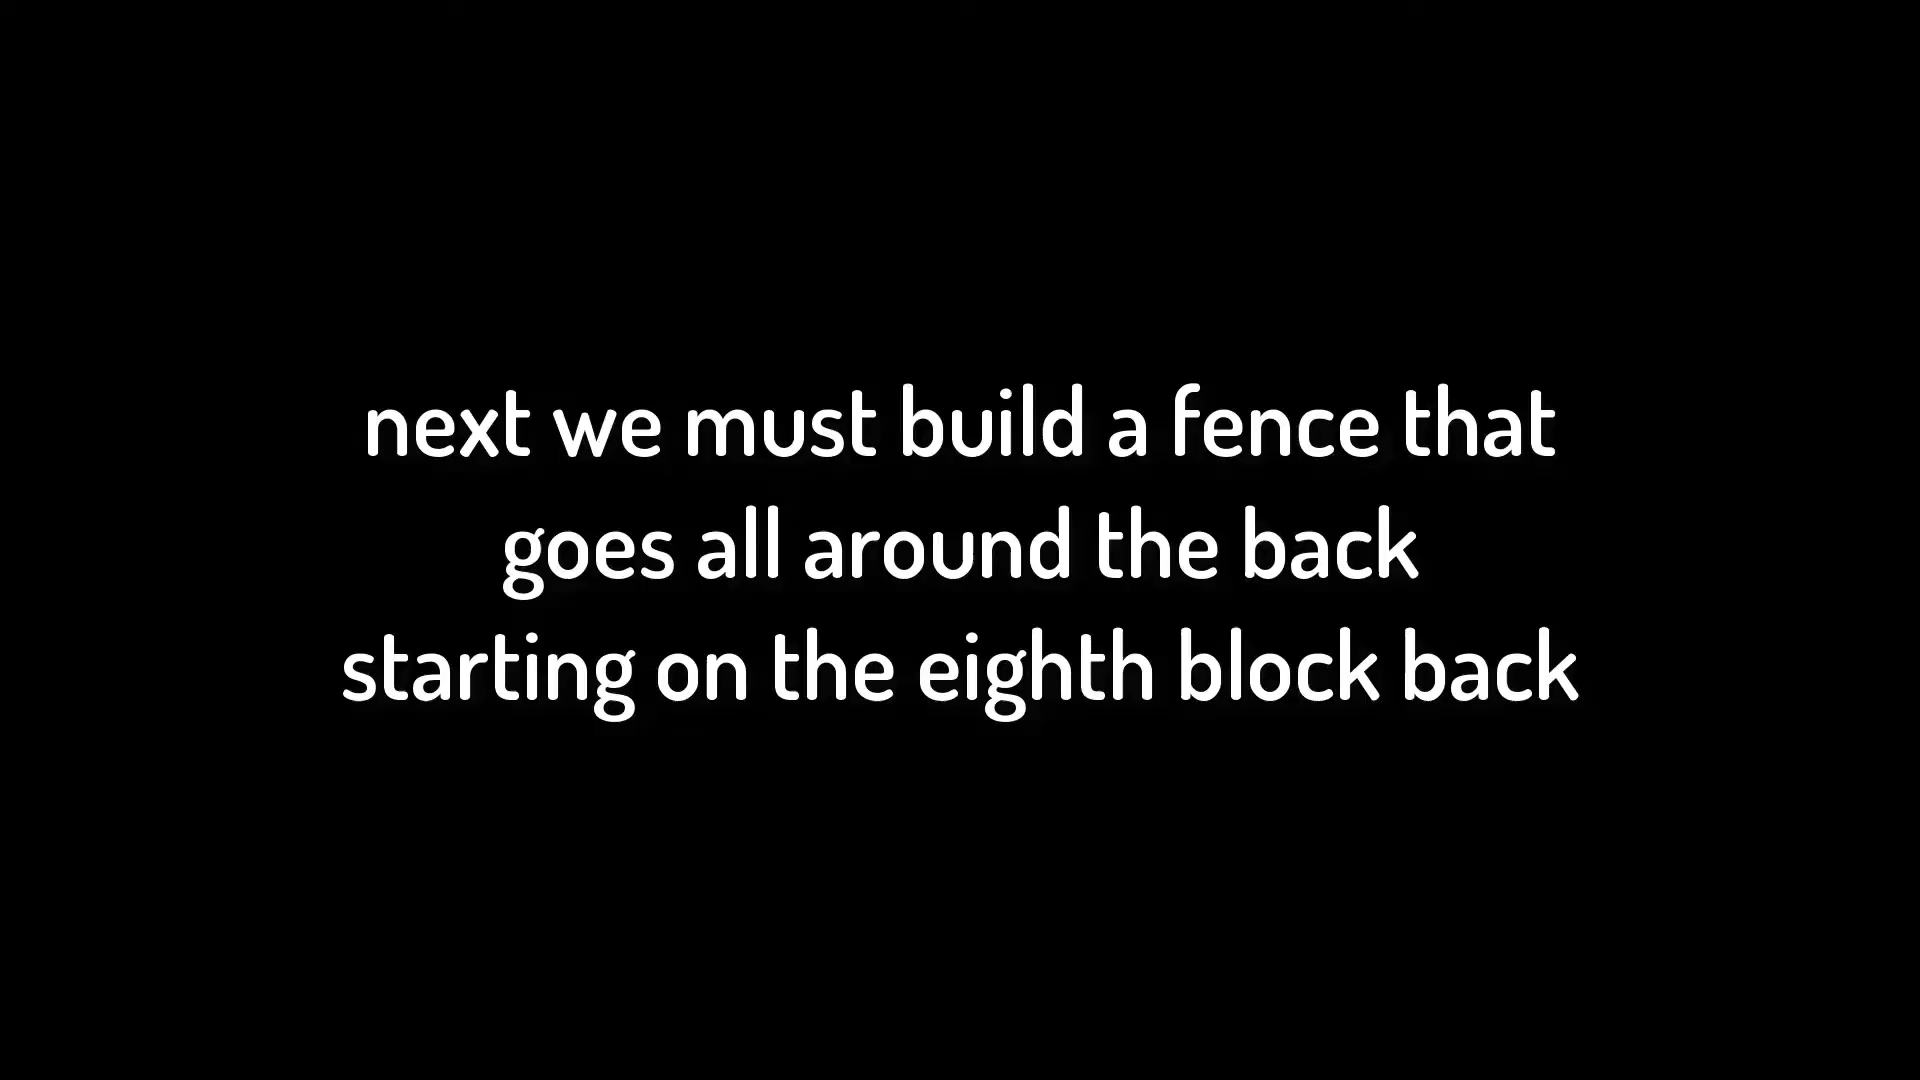 next we must build a fence that
goes all around the back
starting on the eighth block back